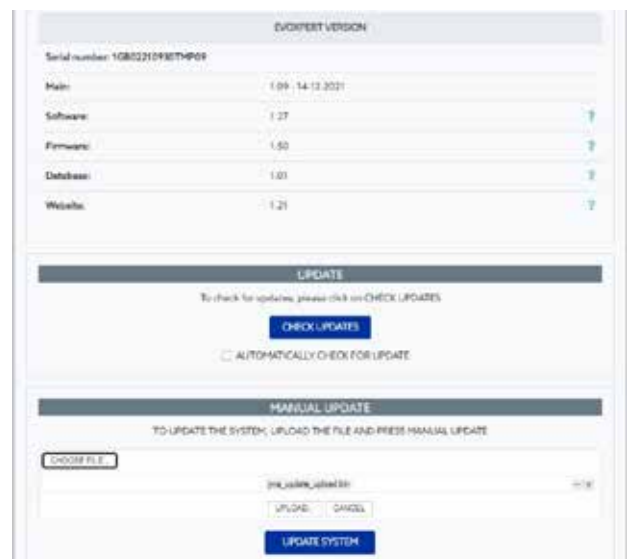 EVOXPERT VERSION
Serial number:
Main: 1.09 - 14.12.2021
Software: 1.27 ?
Firmware: 1.50 ?
Database: 1.01 ?
Website: 1.21 ?
UPDATE
To check for updates, please click on CHECK UPDATES
CHECK UPDATES
AUTOMATICALLY CHECK FOR UPDATE
MANUAL UPDATE
TO UPDATE THE SYSTEM, UPLOAD THE FILE AND PRESS MANUAL UPDATE
CHOOSE FILE...
UPLOAD CANCEL
UPDATE SYSTEM